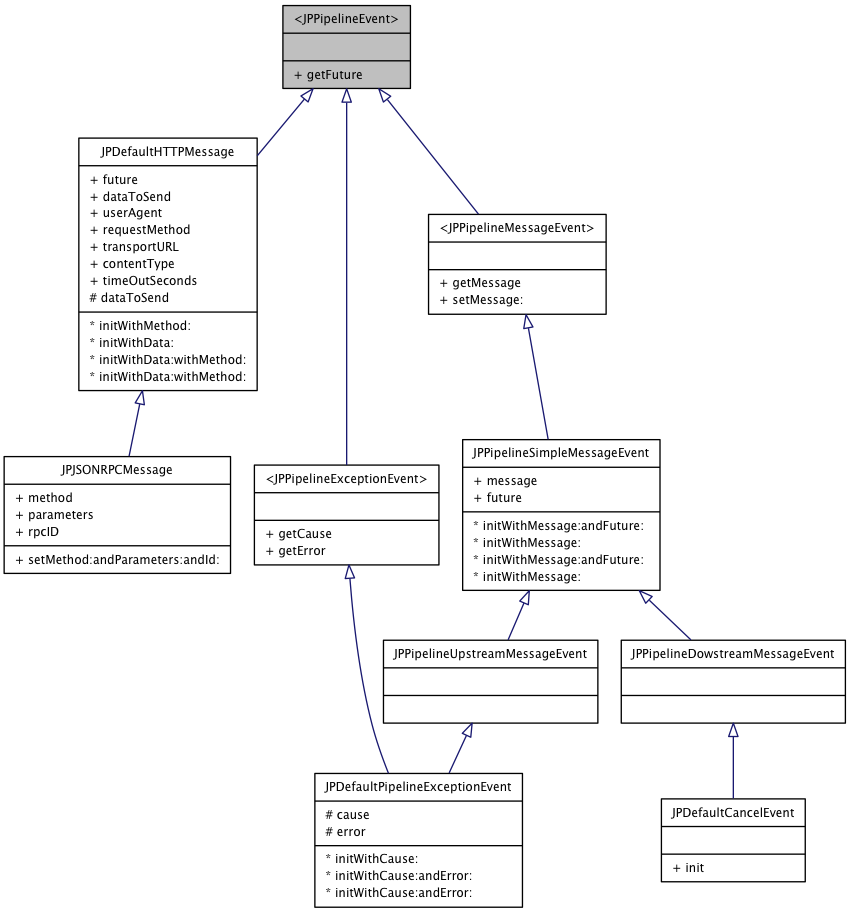 <JPPipelineEvent>
+ getFuture
JPDefaultHTTPMessage
+ future
+ dataToSend
+ userAgent
+ requestMethod
+ transportURL
+ contentType
+ timeOutSeconds
# dataToSend
* initWithMethod:
* initWithData:
* initWithData:withMethod:
* initWithData:withMethod:
<JPPipelineMessageEvent>
+ getMessage
+ setMessage:
JPJSONRPCMessage
+ method
+ parameters
+ rpcID
+ setMethod:andParameters:andId:
<JPPipelineExceptionEvent>
+ getCause
+ getError
JPPipelineSimpleMessageEvent
+ message
+ future
* initWithMessage:andFuture:
* initWithMessage:
* initWithMessage:andFuture:
* initWithMessage:
JPPipelineUpstreamMessageEvent
JPPipelineDowstreamMessageEvent
JPDefaultPipelineExceptionEvent
# cause
# error
* initWithCause:
* initWithCause:andError:
* initWithCause:andError:
JPDefaultCancelEvent
+ init